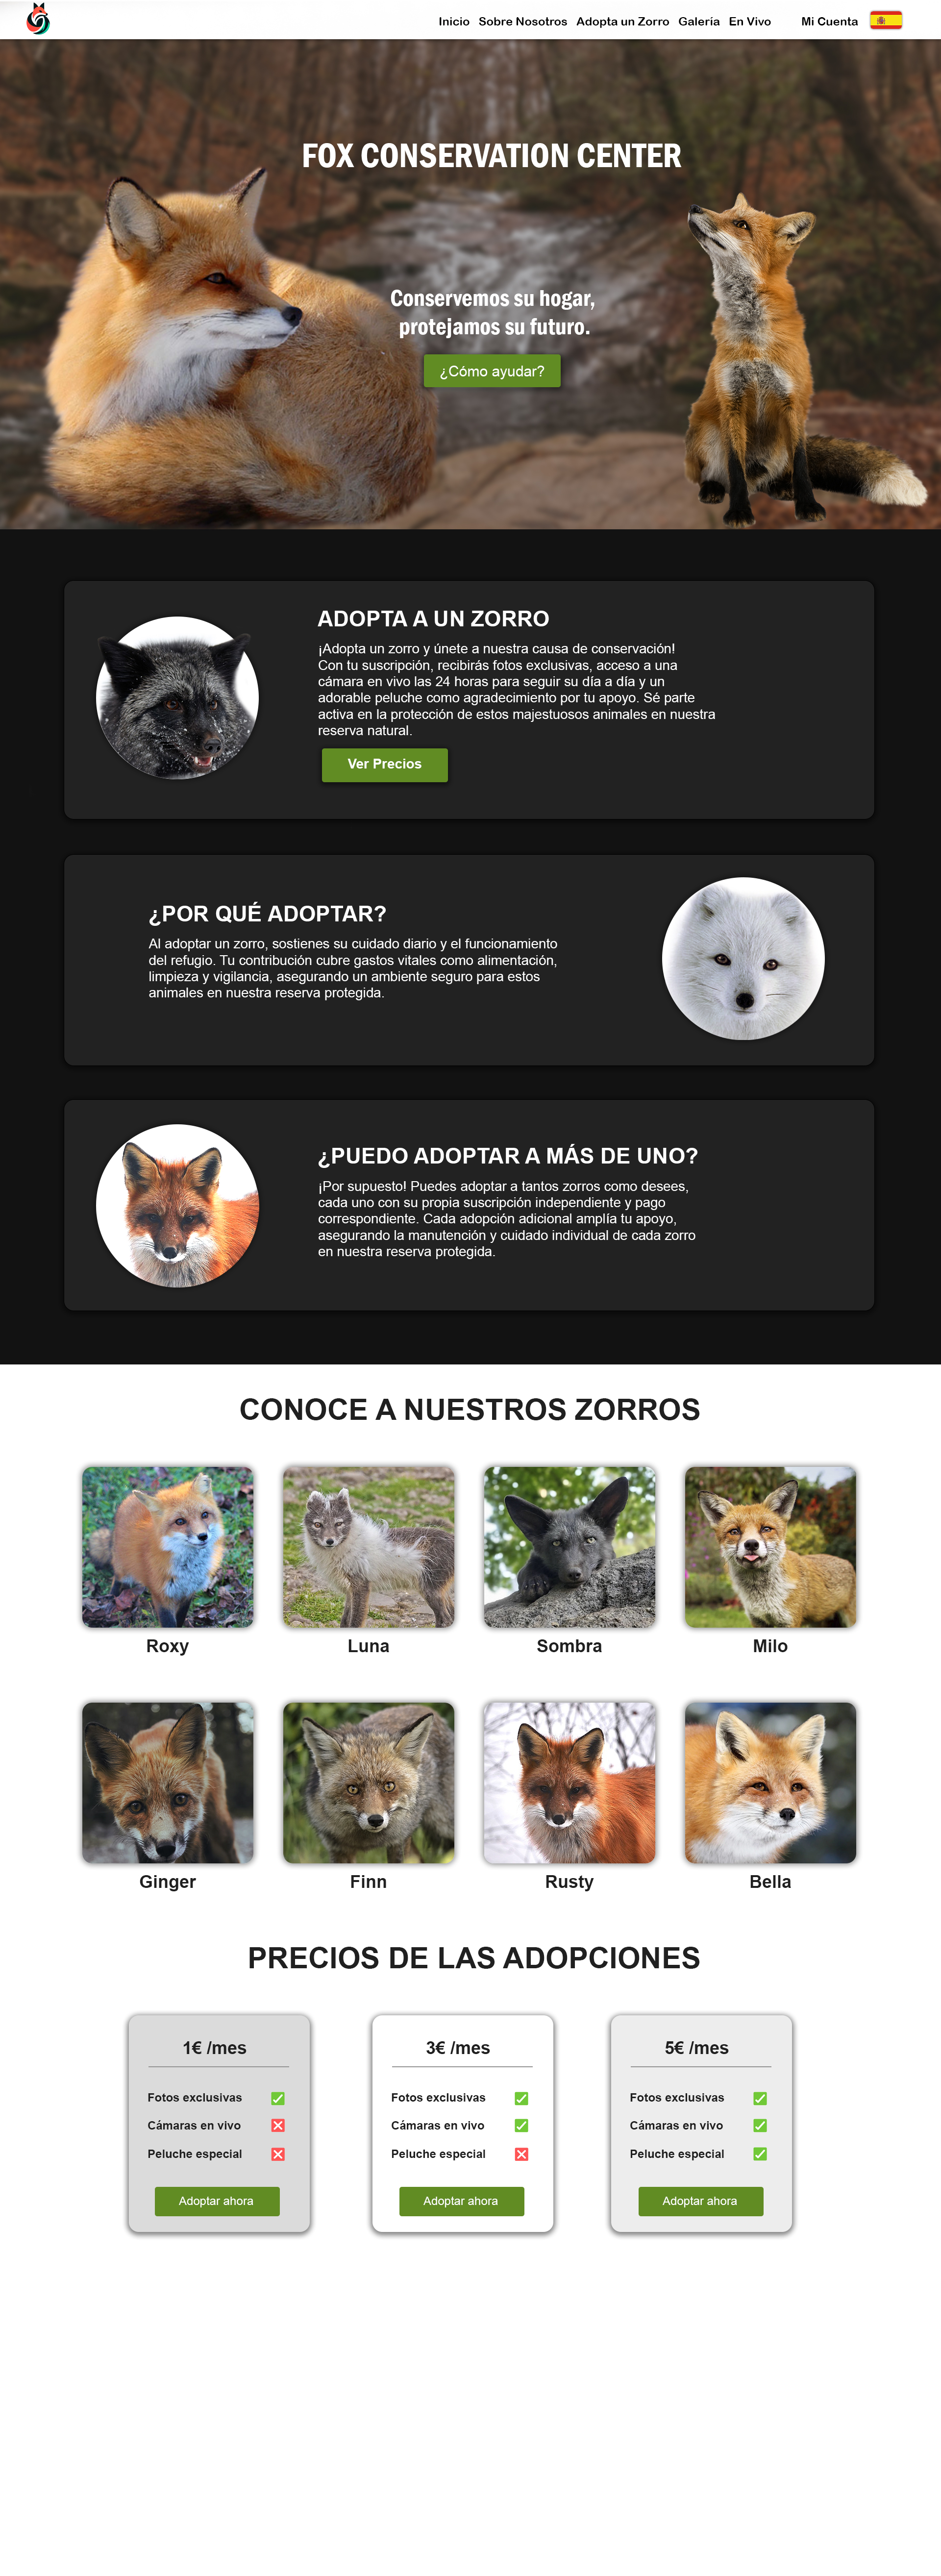 Inicio Sobre Nosotros Adopta un Zorro Galeria En Vivo Mi Cuenta
FOX CONSERVATION CENTER
Conservemos su hogar,
protejamos su futuro.
¿Cómo ayudar?
ADOPTA A UN ZORRO
¡Adopta un zorro y únete a nuestra causa de conservación!
Con tu suscripción, recibirás fotos exclusivas, acceso a una
cámara en vivo las 24 horas para seguir su día a día y un
adorable peluche como agradecimiento por tu apoyo. Sé parte
activa en la protección de estos majestuosos animales en nuestra
reserva natural.
Ver Precios
¿POR QUÉ ADOPTAR?
Al adoptar un zorro, sostienes su cuidado diario y el funcionamiento
del refugio. Tu contribución cubre gastos vitales como alimentación,
limpieza y vigilancia, asegurando un ambiente seguro para estos
animales en nuestra reserva protegida.
¿PUEDO ADOPTAR A MÁS DE UNO?
¡Por supuesto! Puedes adoptar a tantos zorros como desees,
cada uno con su propia suscripción independiente y pago
correspondiente. Cada adopción adicional amplía tu apoyo,
asegurando la manutención y cuidado individual de cada zorro
en nuestra reserva protegida.
CONOCE A NUESTROS ZORROS
Roxy
Luna
Sombra
Milo
Ginger
Finn
Rusty
Bella
PRECIOS DE LAS ADOPCIONES
1€ /mes
Fotos exclusivas
Cámaras en vivo
Peluche especial
Adoptar ahora
3€ /mes
Fotos exclusivas
Cámaras en vivo
Peluche especial
Adoptar ahora
5€ /mes
Fotos exclusivas
Cámaras en vivo
Peluche especial
Adoptar ahora